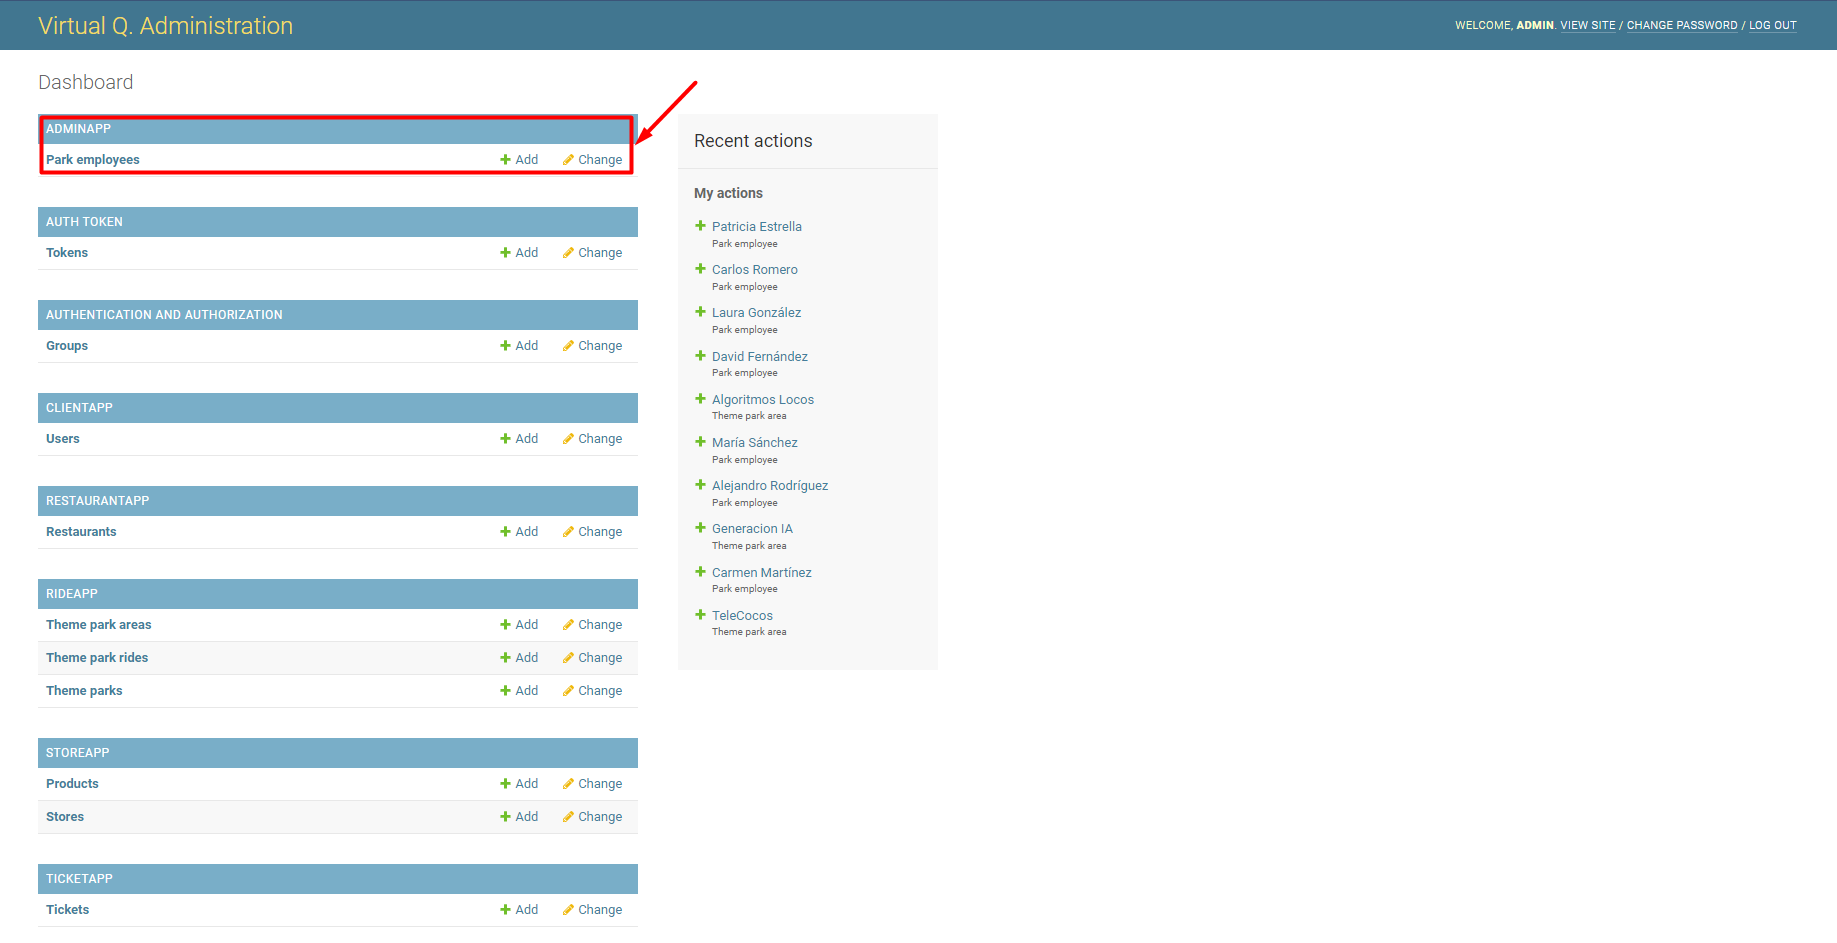 Virtual Q. Administration
WELCOME, ADMIN. VIEW SITE / CHANGE PASSWORD / LOG OUT
Dashboard
ADMINAPP
Park employees Add Change
AUTH TOKEN
Tokens Add Change
AUTHENTICATION AND AUTHORIZATION
Groups Add Change
CLIENTAPP
Users Add Change
RESTAURANTAPP
Restaurants Add Change
RIDEAPP
Theme park areas Add Change
Theme park rides Add Change
Theme parks Add Change
STOREAPP
Products Add Change
Stores Add Change
TICKETAPP
Tickets Add Change
Recent actions
My actions
Patricia Estrella
Park employee
Carlos Romero
Park employee
Laura González
Park employee
David Fernández
Park employee
Algoritmos Locos
Theme park area
María Sánchez
Park employee
Alejandro Rodríguez
Park employee
Generacion IA
Theme park area
Carmen Martínez
Park employee
TeleCocos
Theme park area